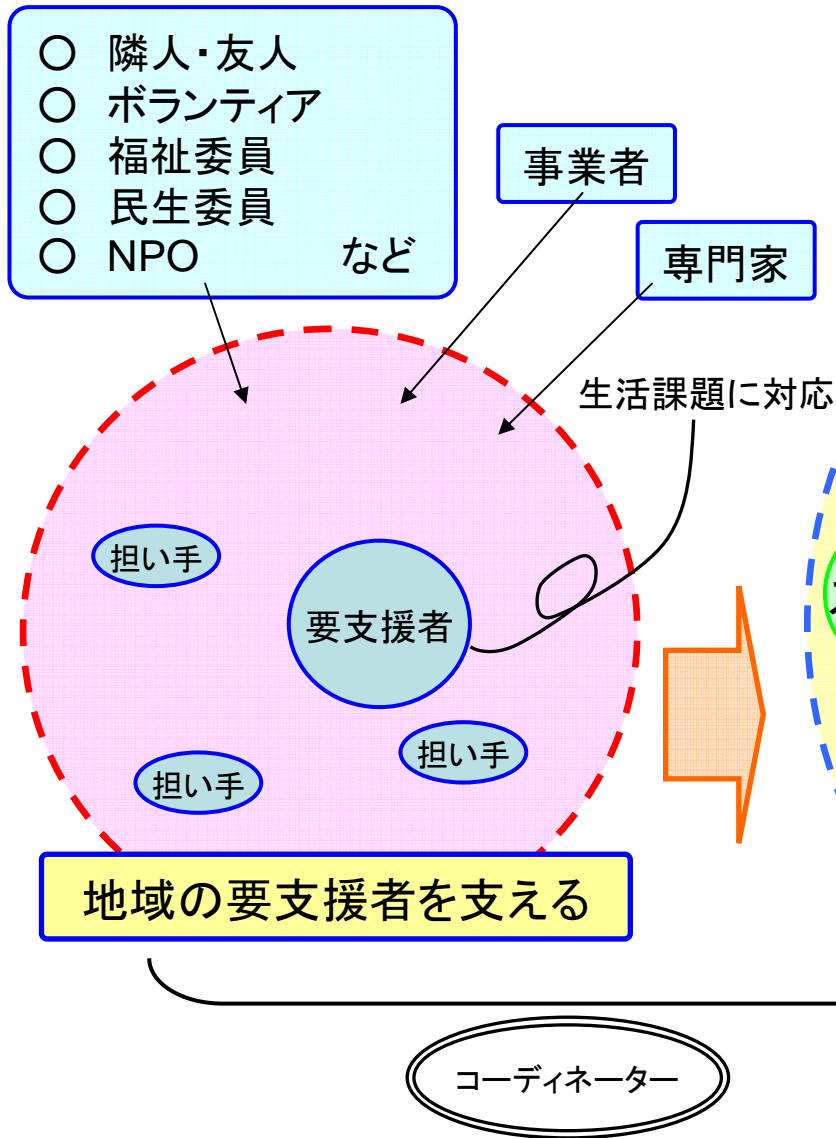 ○ 隣人・友人
○ ボランティア
○ 福祉委員
○ 民生委員
○ NPO など
事業者
専門家
生活課題に対応
担い手
要支援者
担い手
担い手
地域の要支援者を支える
コーディネーター